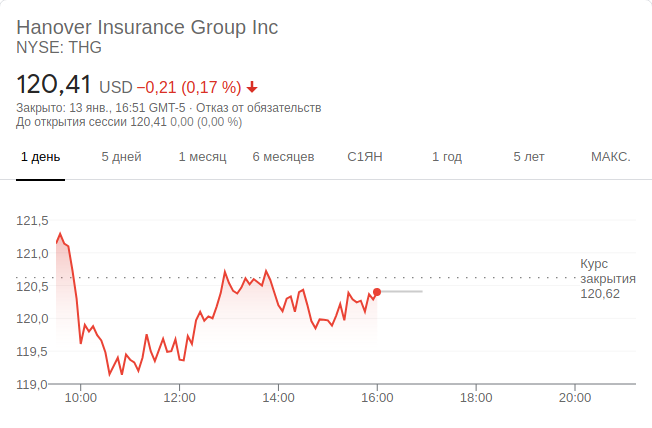 Hanover Insurance Group Inc
NYSE: THG
120,41 USD −0,21 (0,17 %)
Закрыто: 13 янв., 16:51 GMT-5 · Отказ от обязательств
До открытия сессии 120,41 0,00 (0,00 %)
1 день 5 дней 1 месяц 6 месяцев С1ЯН 1 год 5 лет МАКС.
121,5
121,0
120,5
120,0
119,5
119,0
Курс
закрытия
120,62
10:00 12:00 14:00 16:00 18:00 20:00